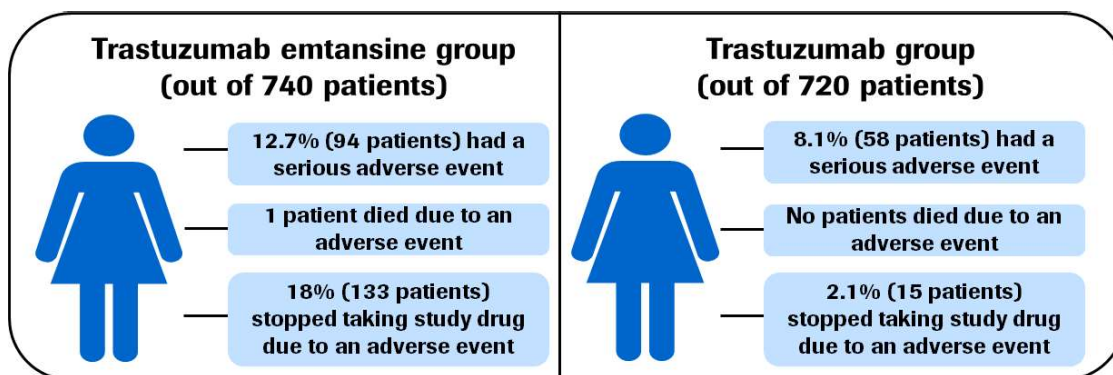 Trastuzumab emtansine group
(out of 740 patients)
12.7% (94 patients) had a
serious adverse event
1 patient died due to an
adverse event
18% (133 patients)
stopped taking study drug
due to an adverse event
Trastuzumab group
(out of 720 patients)
8.1% (58 patients) had a
serious adverse event
No patients died due to an
adverse event
2.1% (15 patients)
stopped taking study drug
due to an adverse event